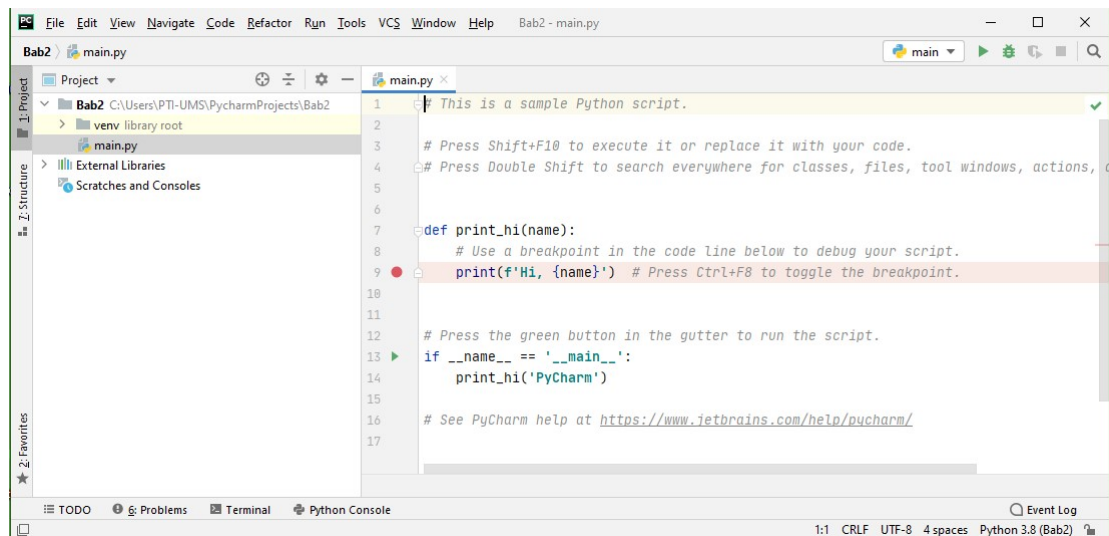 PC File Edit View Navigate Code Refactor Run Tools VCS Window Help Bab2 - main.py
Bab2 main.py
main
1: Project
Project
Bab2 C:\Users\PTI-UMS\PycharmProjects\Bab2
venv library root
main.py
External Libraries
Scratches and Consoles
Z: Structure
2: Favorites
main.py
1 # This is a sample Python script.
2
3 # Press Shift+F10 to execute it or replace it with your code.
4 # Press Double Shift to search everywhere for classes, files, tool windows, actions,
5
6
7 def print_hi(name):
8 # Use a breakpoint in the code line below to debug your script.
9 print(f'Hi, {name}') # Press Ctrl+F8 to toggle the breakpoint.
10
11
12 # Press the green button in the gutter to run the script.
13 if __name__ == '__main__':
14 print_hi('PyCharm')
15
16 # See PyCharm help at https://www.jetbrains.com/help/pycharm/
17
TODO 6: Problems Terminal Python Console Event Log
1:1 CRLF UTF-8 4 spaces Python 3.8 (Bab2)